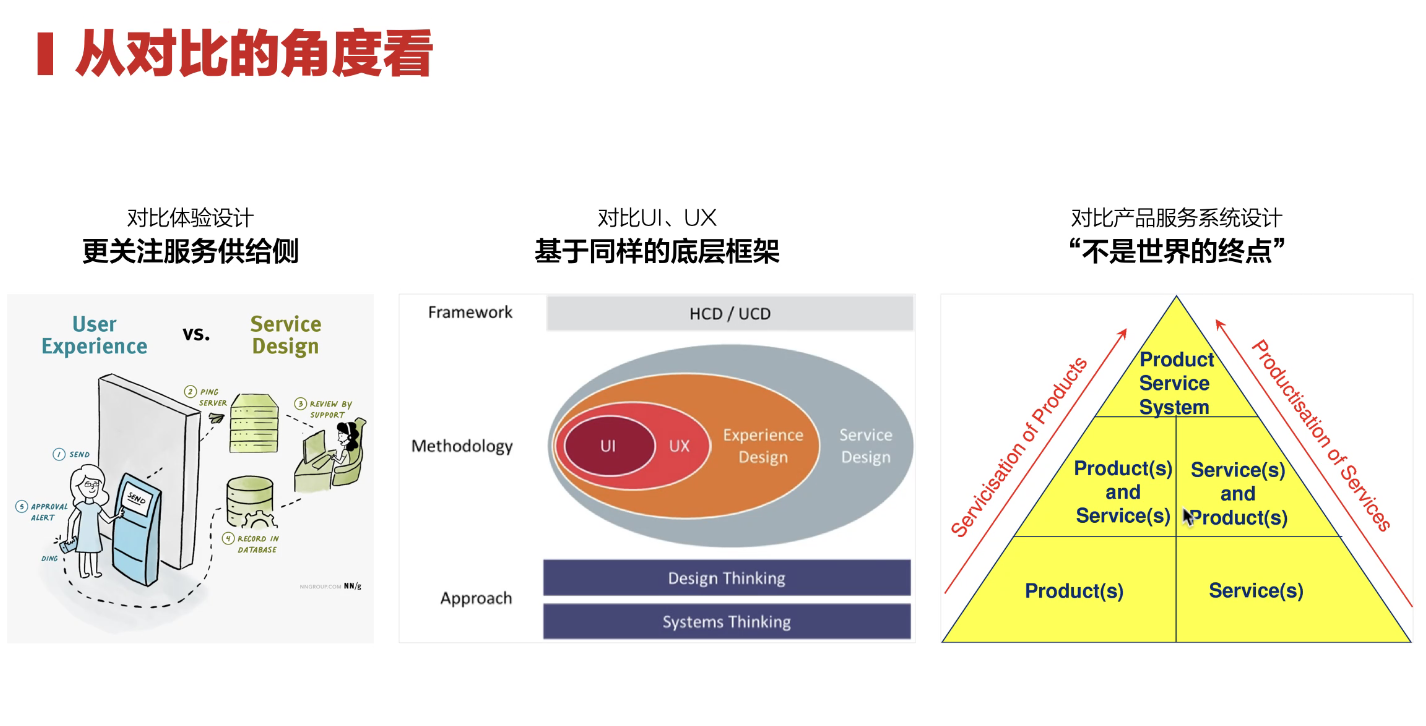 从对比的角度看
对比体验设计
更关注服务供给侧
User
Experience
vs.
Service
Design
① SEND
② PING
SERVER
③ REVIEW BY
SUPPORT
④ RECORD IN
DATABASE
⑤ APPROVAL
ALERT
DING
SEND
NNGROUP.COM NN/g
对比UI、UX
基于同样的底层框架
Framework
HCD / UCD
Methodology
UI
UX
Experience
Design
Service
Design
Approach
Design Thinking
Systems Thinking
对比产品服务系统设计
“不是世界的终点”
Servicisation of Products
Productisation of Services
Product
Service
System
Product(s)
and
Service(s)
Service(s)
and
Product(s)
Product(s)
Service(s)